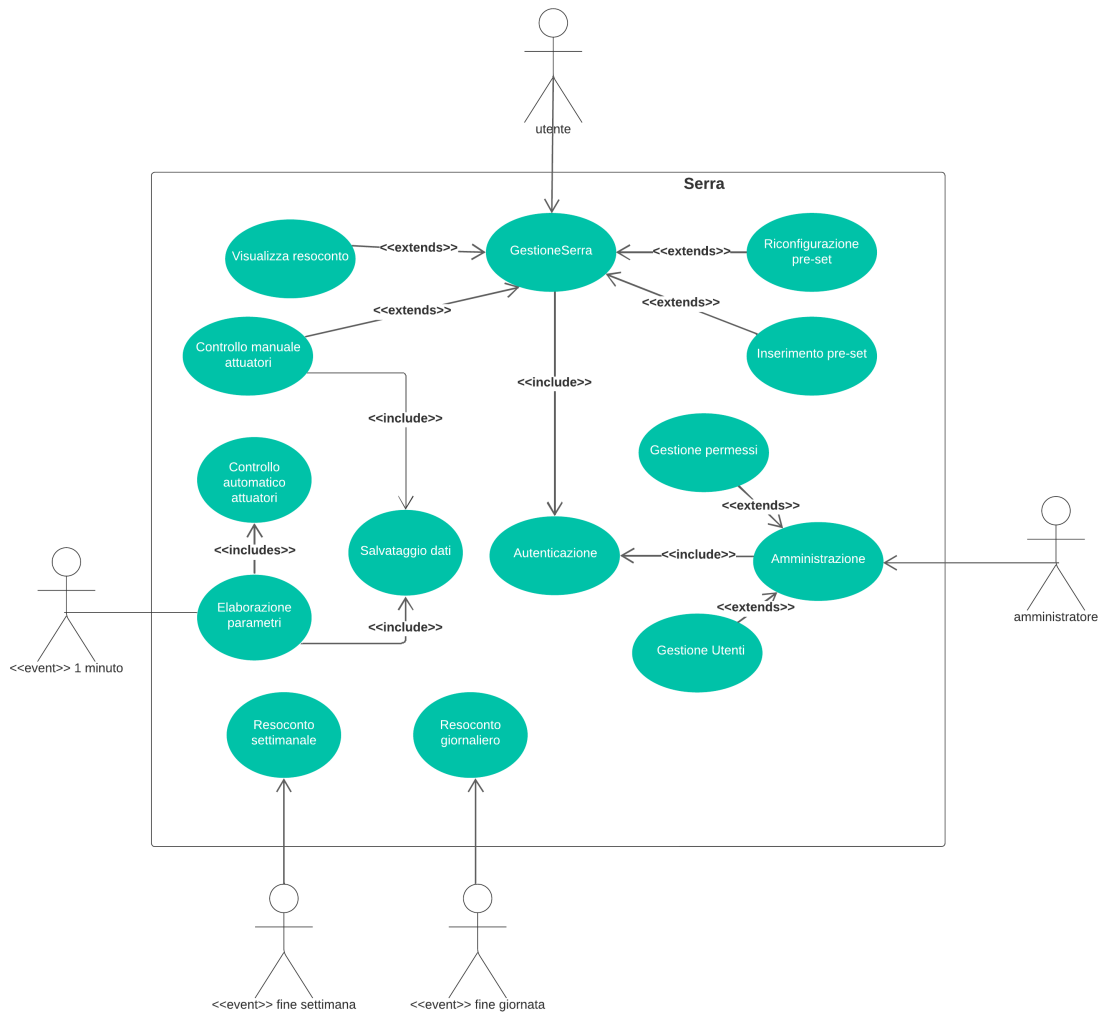 utente
Serra
Visualizza resoconto
<<extends>>
GestioneSerra
<<extends>>
Riconfigurazione
pre-set
<<extends>>
<<extends>>
Controllo manuale
attuatori
Inserimento pre-set
<<include>>
<<include>>
Gestione permessi
Controllo
automatico
attuatori
<<extends>>
<<includes>>
Salvataggio dati
Autenticazione
<<include>>
Amministrazione
Elaborazione
parametri
<<include>>
<<extends>>
amministratore
Gestione Utenti
<<event>> 1 minuto
Resoconto
settimanale
Resoconto
giornaliero
<<event>> fine settimana
<<event>> fine giornata